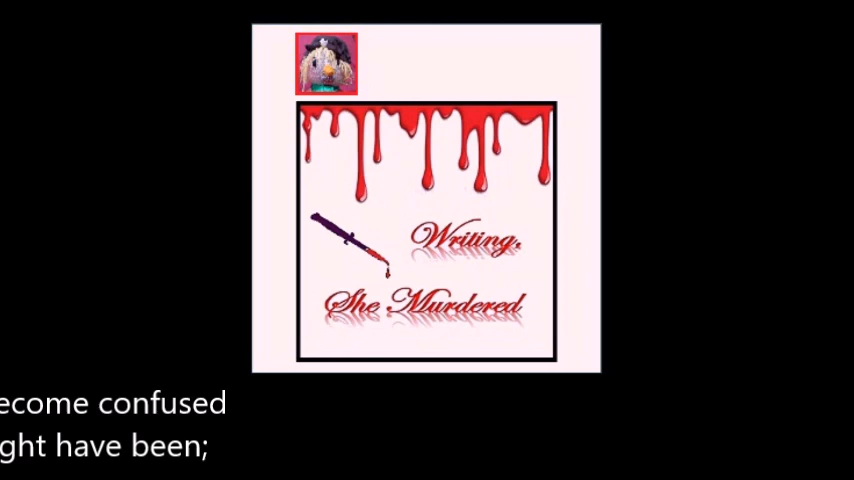 Writing,
She Murdered
ecome confused
ght have been;